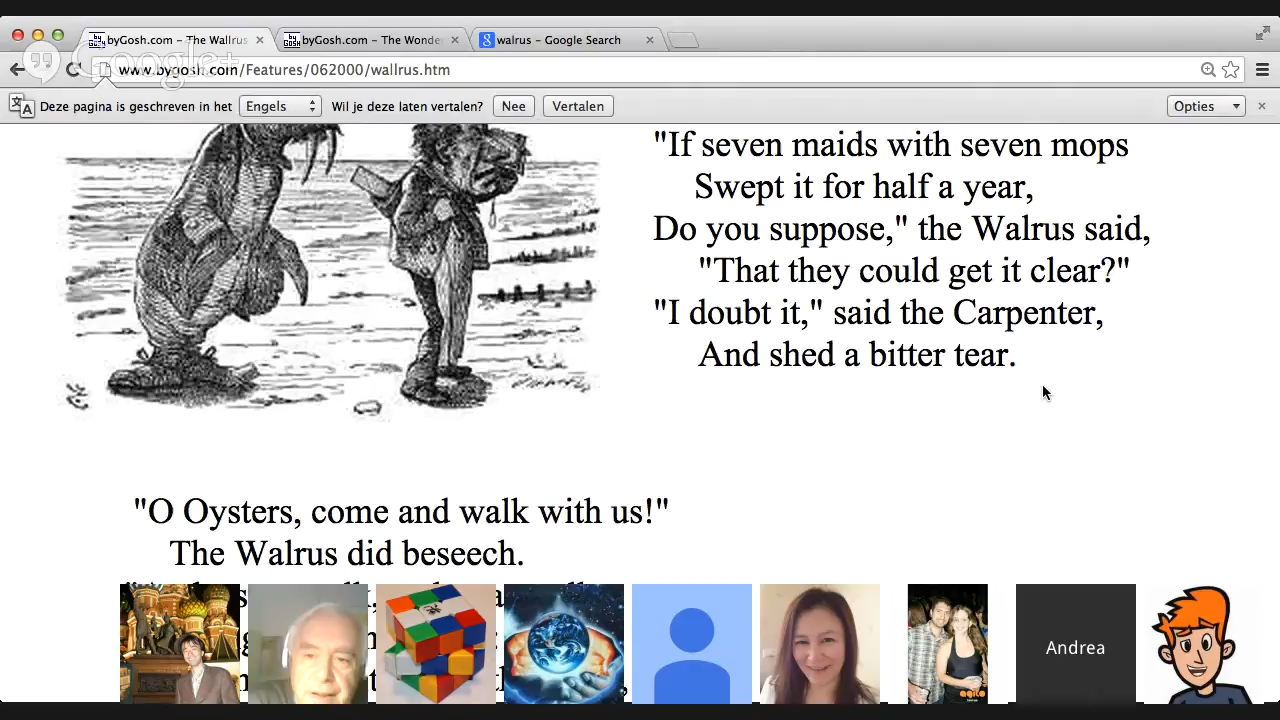 byGosh.com – The Wallrus
byGosh.com – The Wonder
walrus – Google Search
Google+
www.bygosh.com/Features/062000/wallrus.htm
Deze pagina is geschreven in het Engels Wil je deze laten vertalen? Nee Vertalen Opties
"If seven maids with seven mops
Swept it for half a year,
Do you suppose," the Walrus said,
"That they could get it clear?"
"I doubt it," said the Carpenter,
And shed a bitter tear.
"O Oysters, come and walk with us!"
The Walrus did beseech.
Andrea
agito